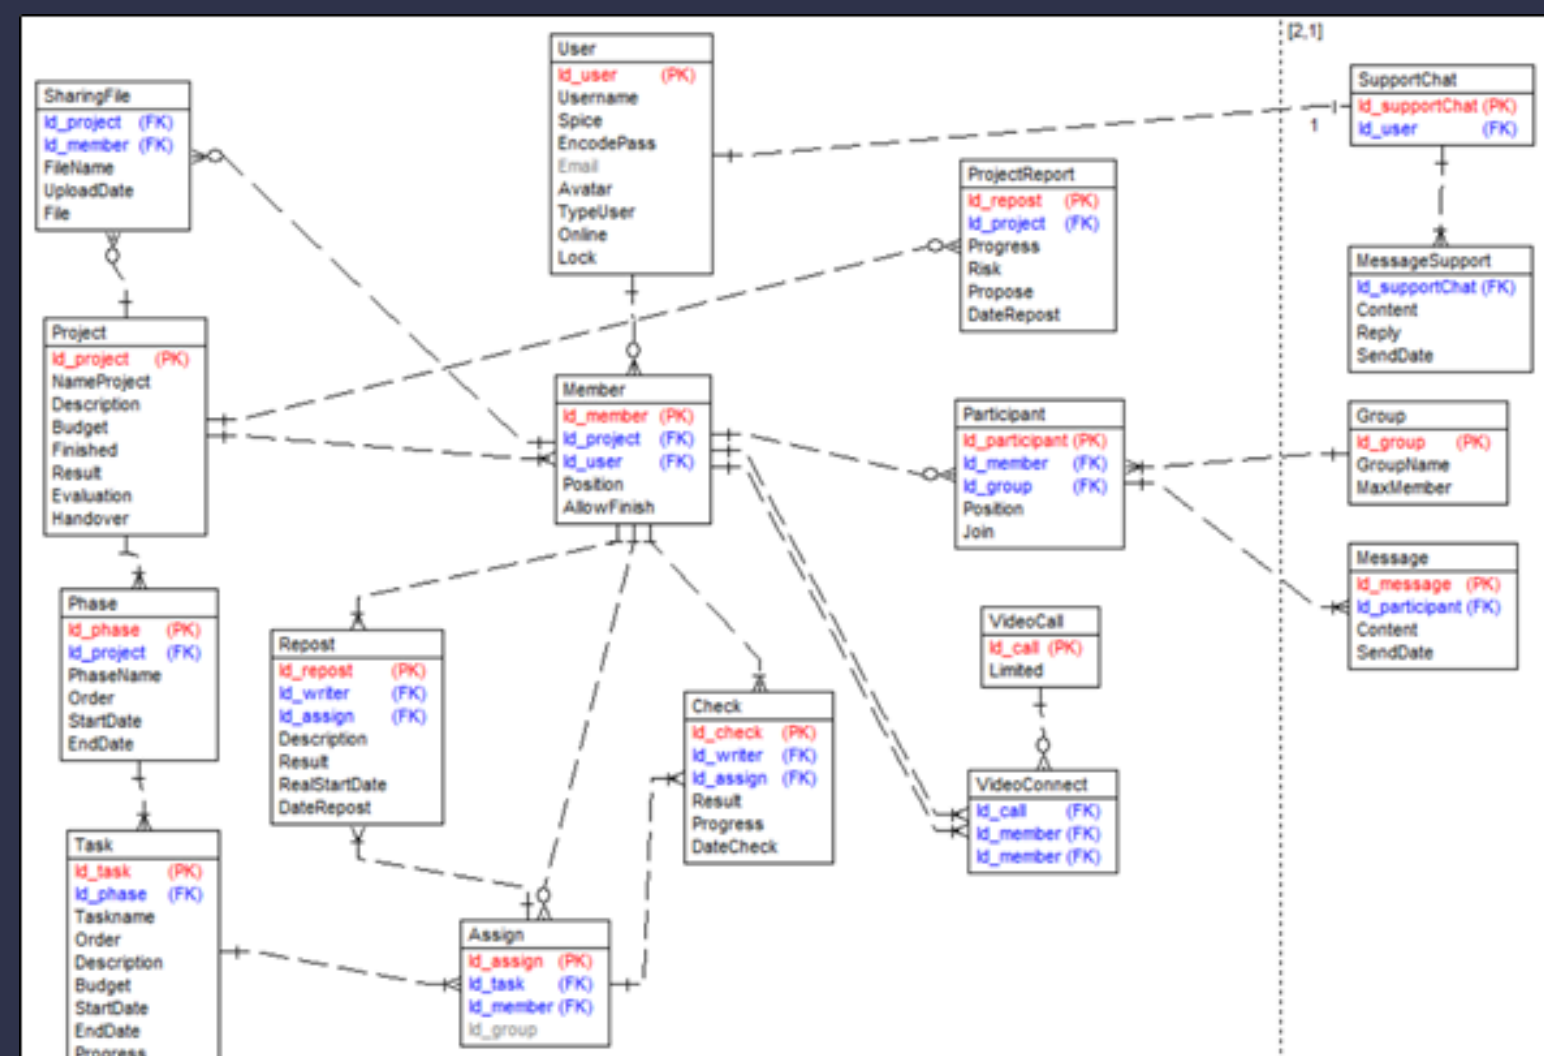 [2,1]
SharingFile
Id_project (FK)
Id_member (FK)
FileName
UploadDate
File
User
Id_user (PK)
Username
Spice
EncodePass
Email
Avatar
TypeUser
Online
Lock
SupportChat
Id_supportChat (PK)
Id_user (FK)
1
ProjectReport
Id_repost (PK)
Id_project (FK)
Progress
Risk
Propose
DateRepost
MessageSupport
Id_supportChat (FK)
Content
Reply
SendDate
Project
Id_project (PK)
NameProject
Description
Budget
Finished
Result
Evaluation
Handover
Member
Id_member (PK)
Id_project (FK)
Id_user (FK)
Position
AllowFinish
Participant
Id_participant (PK)
Id_member (FK)
Id_group (FK)
Position
Join
Group
Id_group (PK)
GroupName
MaxMember
Message
Id_message (PK)
Id_participant (FK)
Content
SendDate
Phase
Id_phase (PK)
Id_project (FK)
PhaseName
Order
StartDate
EndDate
Repost
Id_repost (PK)
Id_writer (FK)
Id_assign (FK)
Description
Result
RealStartDate
DateRepost
Check
Id_check (PK)
Id_writer (FK)
Id_assign (FK)
Result
Progress
DateCheck
VideoCall
Id_call (PK)
Limited
VideoConnect
Id_call (FK)
Id_member (FK)
Id_member (FK)
Task
Id_task (PK)
Id_phase (FK)
Taskname
Order
Description
Budget
StartDate
EndDate
Progress
Assign
Id_assign (PK)
Id_task (FK)
Id_member (FK)
Id_group